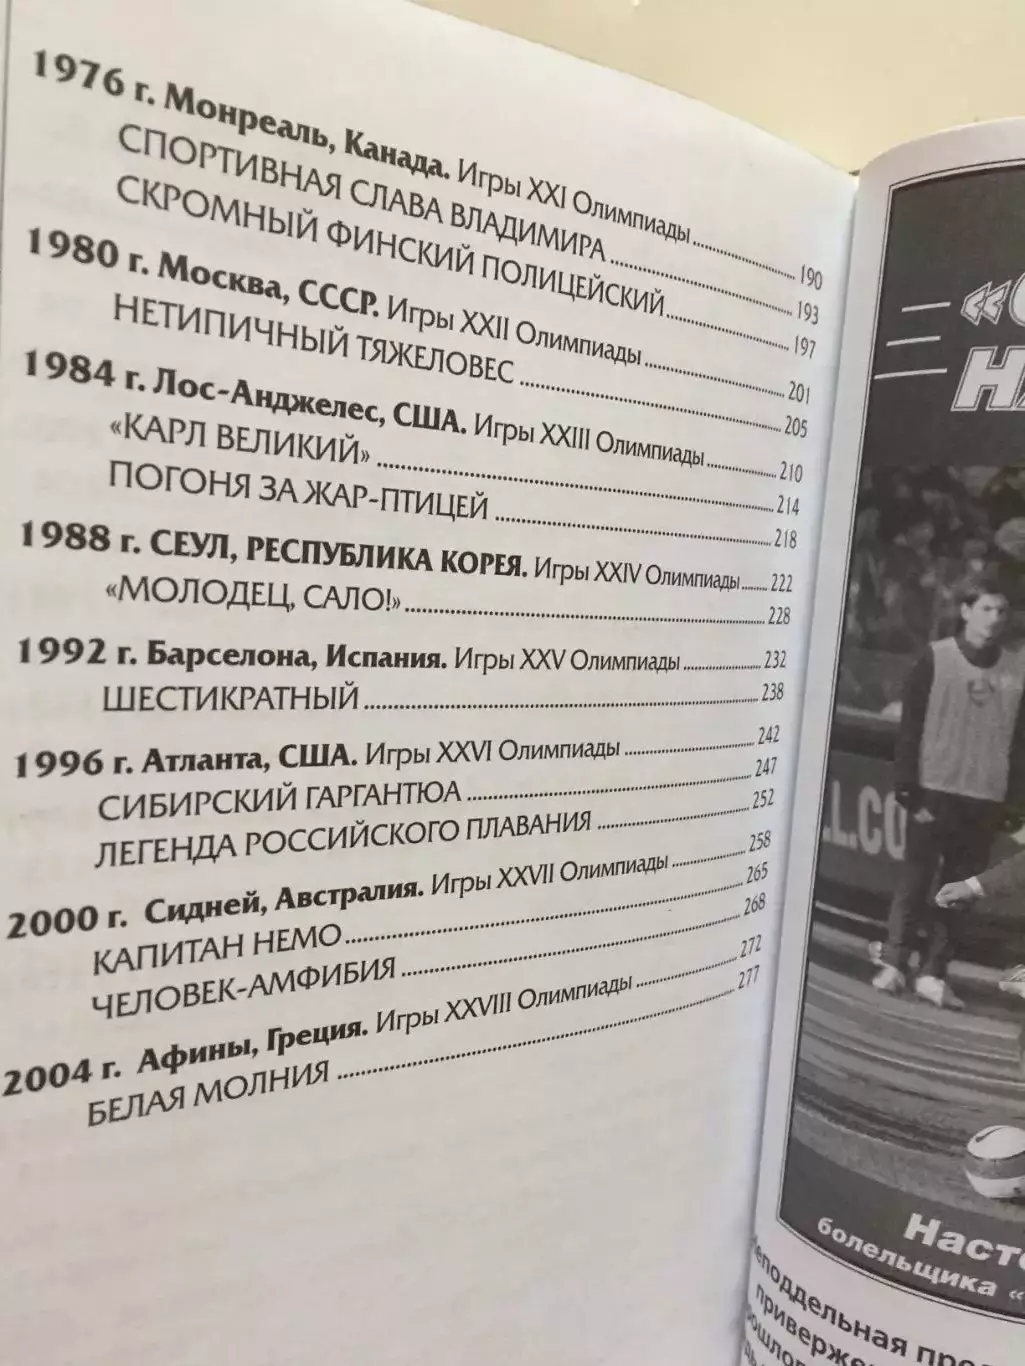 1976 г. Монреаль, Канада. Игры XXI Олимпиады 190
СПОРТИВНАЯ СЛАВА ВЛАДИМИРА 193
СКРОМНЫЙ ФИНСКИЙ ПОЛИЦЕЙСКИЙ 197
1980 г. Москва, СССР. Игры XXII Олимпиады 201
НЕТИПИЧНЫЙ ТЯЖЕЛОВЕС 205
1984 г. Лос-Анджелес, США. Игры XXIII Олимпиады 210
«КАРЛ ВЕЛИКИЙ» 214
ПОГОНЯ ЗА ЖАР-ПТИЦЕЙ 218
1988 г. СЕУЛ, РЕСПУБЛИКА КОРЕЯ. Игры XXIV Олимпиады 222
«МОЛОДЕЦ, САЛО!» 228
1992 г. Барселона, Испания. Игры XXV Олимпиады 232
ШЕСТИКРАТНЫЙ 238
1996 г. Атланта, США. Игры XXVI Олимпиады 242
СИБИРСКИЙ ГАРГАНТЮА 247
ЛЕГЕНДА РОССИЙСКОГО ПЛАВАНИЯ 252
2000 г. Сидней, Австралия. Игры XXVII Олимпиады 258
КАПИТАН НЕМО 265
ЧЕЛОВЕК-АМФИБИЯ 268
2004 г. Афины, Греция. Игры XXVIII Олимпиады 272
БЕЛАЯ МОЛНИЯ 277
L.CO
болельщика «